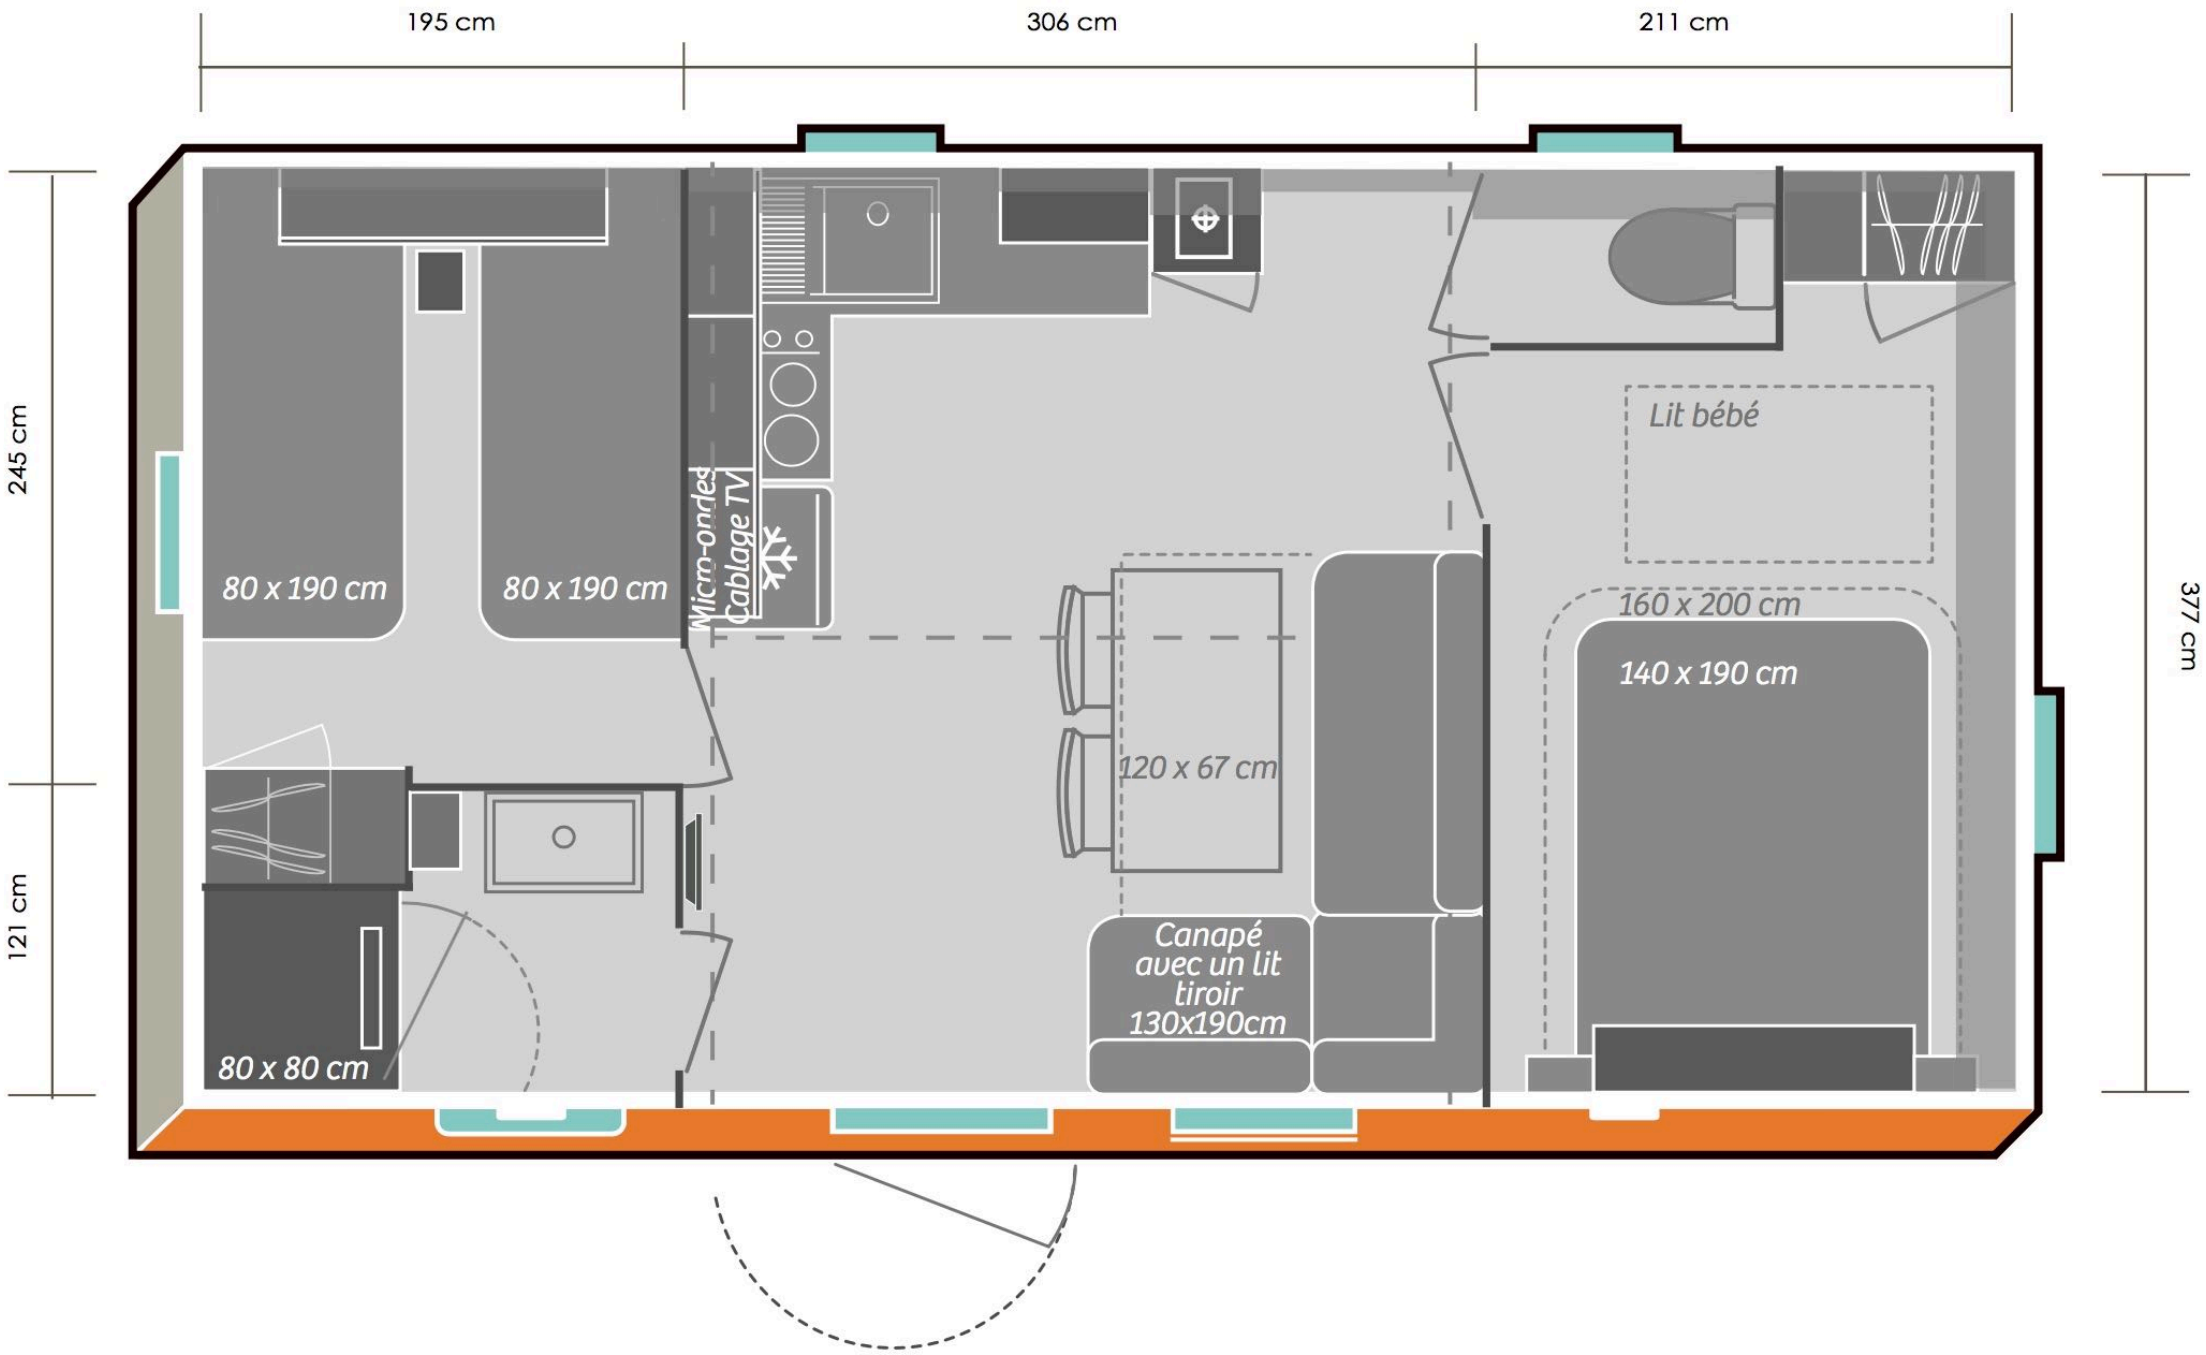 195 cm
306 cm
211 cm
245 cm
121 cm
377 cm
80 x 190 cm
80 x 190 cm
Micro-ondes
Cablage TV
Lit bébé
160 x 200 cm
140 x 190 cm
120 x 67 cm
Canapé
avec un lit
tiroir
130x190cm
80 x 80 cm